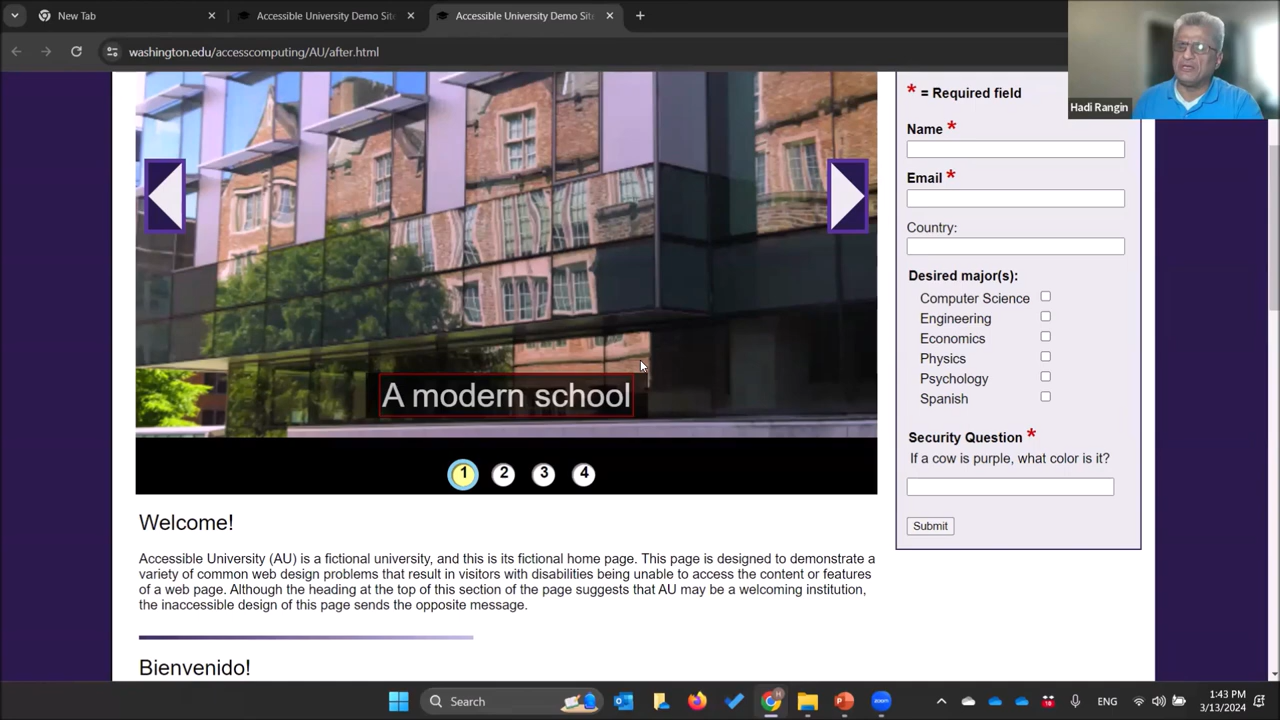 New Tab
Accessible University Demo Site
Accessible University Demo Site
washington.edu/accesscomputing/AU/after.html
Hadi Rangin
* = Required field
Name *
Email *
Country:
Desired major(s):
Computer Science
Engineering
Economics
Physics
Psychology
Spanish
Security Question *
If a cow is purple, what color is it?
Submit
A modern school
1 2 3 4
Welcome!
Accessible University (AU) is a fictional university, and this is its fictional home page. This page is designed to demonstrate a
variety of common web design problems that result in visitors with disabilities being unable to access the content or features
of a web page. Although the heading at the top of this section of the page suggests that AU may be a welcoming institution,
the inaccessible design of this page sends the opposite message.
Bienvenido!
Search
ENG
1:43 PM
3/13/2024